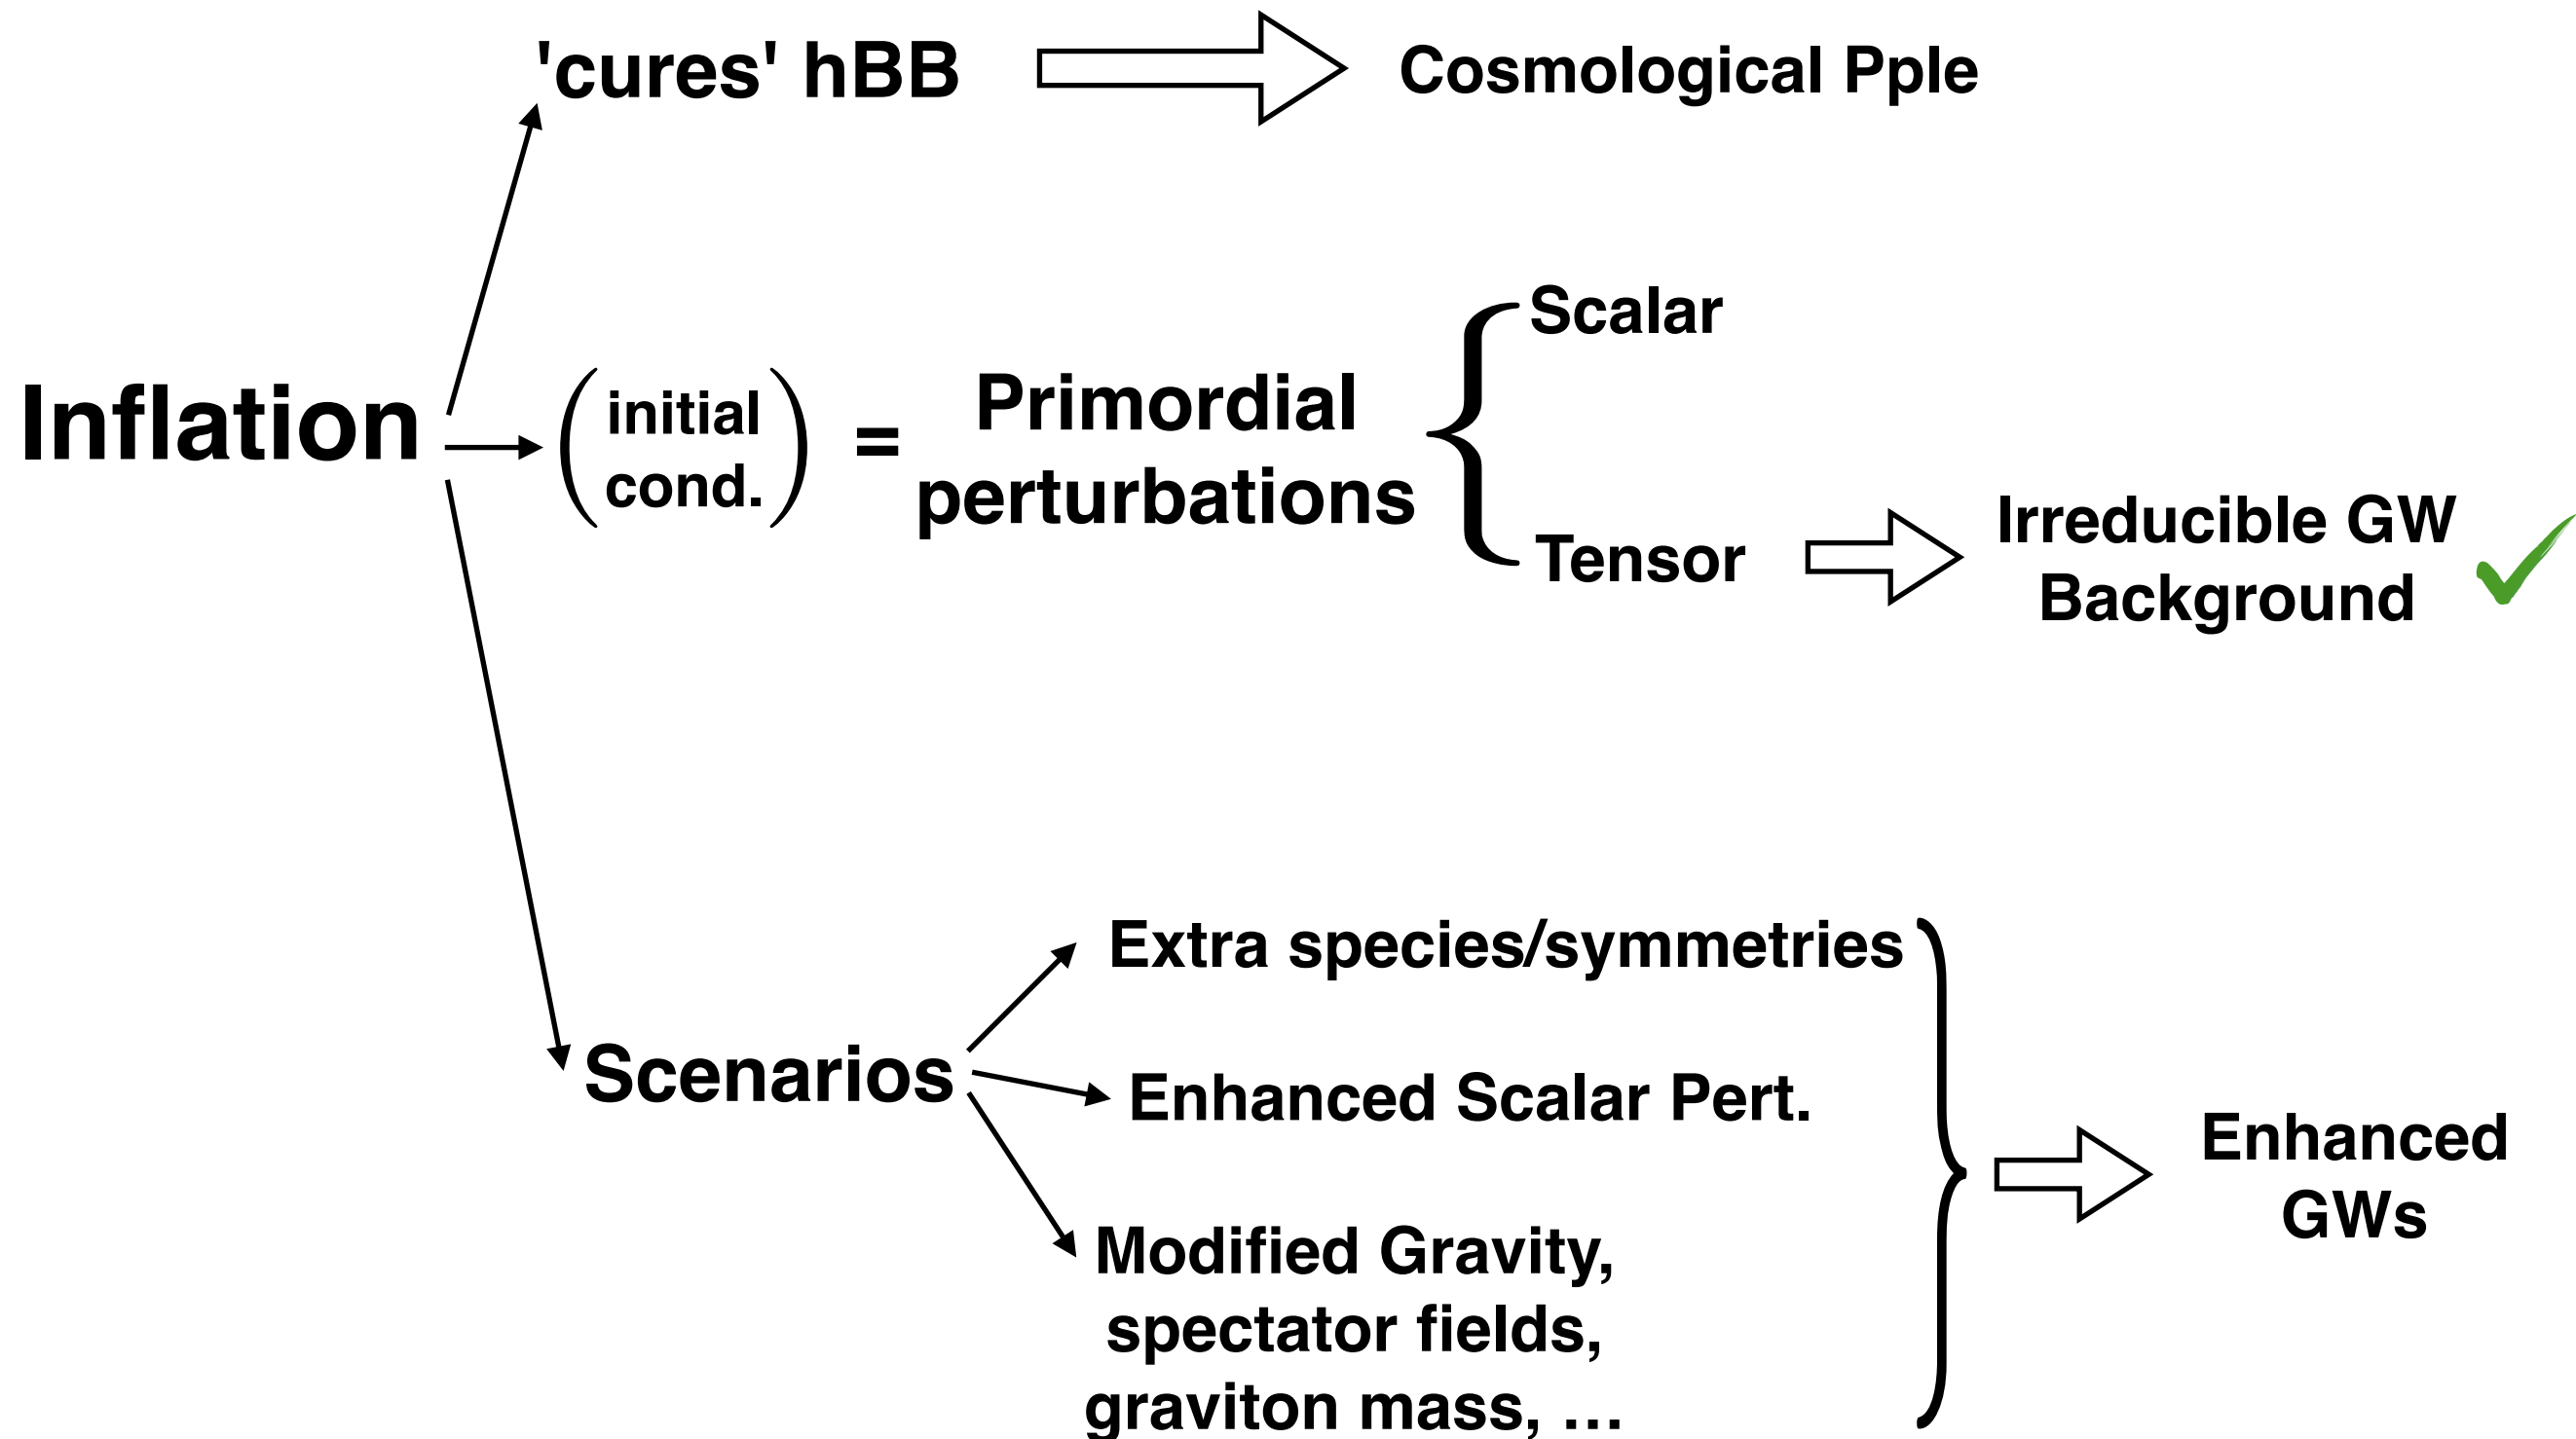 'cures' hBB
Cosmological Pple
Inflation
(initial
cond.)
=
Primordial
perturbations
Scalar
Tensor
Irreducible GW
Background
Scenarios
Extra species/symmetries
Enhanced Scalar Pert.
Modified Gravity,
spectator fields,
graviton mass, …
Enhanced
GWs